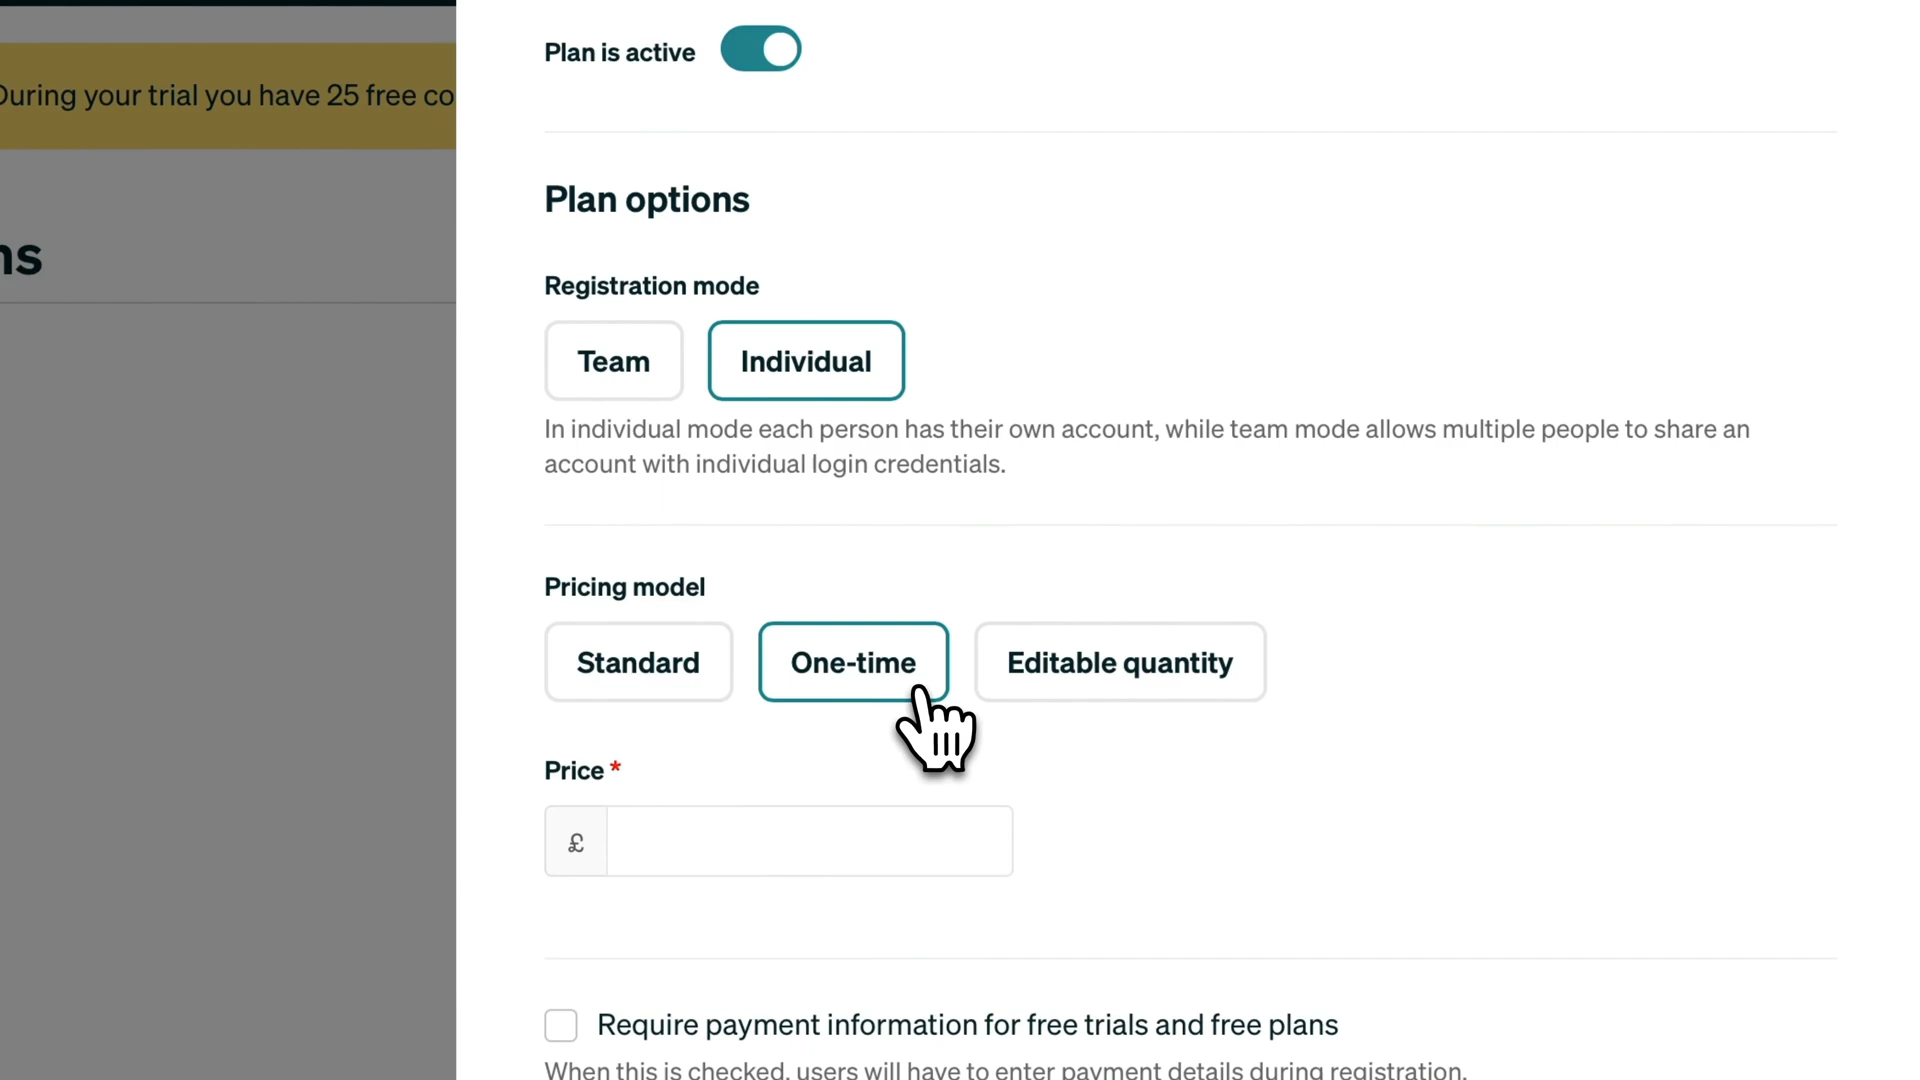 Plan is active
During your trial you have 25 free co
Plan options
ns
Registration mode
Team
Individual
In individual mode each person has their own account, while team mode allows multiple people to share an
account with individual login credentials.
Pricing model
Standard
One-time
Editable quantity
Price *
£
Require payment information for free trials and free plans
When this is checked, users will have to enter payment details during registration.